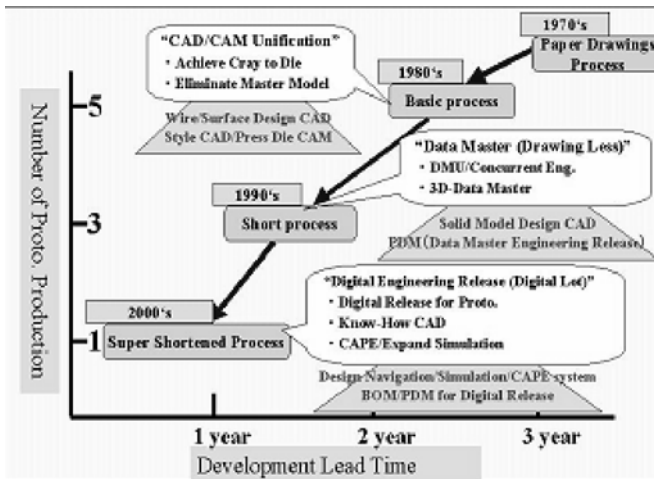 1970's
Paper Drawings
Process
"CAD/CAM Unification"
· Achieve Cray to Die
· Eliminate Master Model
1980's
Basic process
Wire/Surface Design CAD
Style CAD/Press Die CAM
"Data Master (Drawing Less)"
· DMU/Concurrent Eng.
· 3D-Data Master
1990's
Short process
Solid Model Design CAD
PDM(Data Master Engineering Release)
"Digital Engineering Release (Digital Lot)"
· Digital Release for Proto.
· Know-How CAD
· CAPE/Expand Simulation
2000's
Super Shortened Process
Design Navigation/Simulation/CAPE system
BOM/PDM for Digital Release
Number of Proto. Production
5
3
1
1 year
2 year
3 year
Development Lead Time